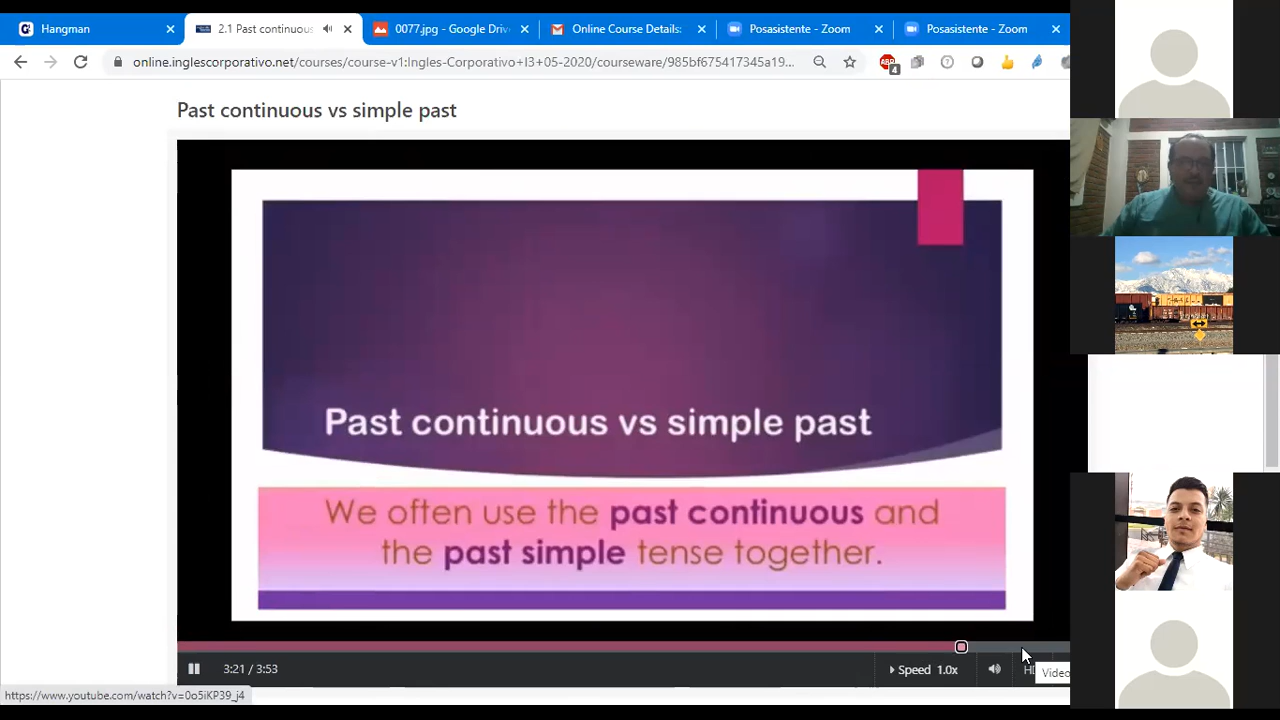 Hangman
2.1 Past continuous
0077.jpg - Google Driv
Online Course Details:
Posasistente - Zoom
Posasistente - Zoom
online.inglescorporativo.net/courses/course-v1:Ingles-Corporativo+I3+05-2020/courseware/985bf675417345a19...
4
Past continuous vs simple past
Past continuous vs simple past
We often use the past continuous and
the past simple tense together.
3:21 / 3:53
Speed 1.0x
HD
Video
https://www.youtube.com/watch?v=0o5iKP39_j4